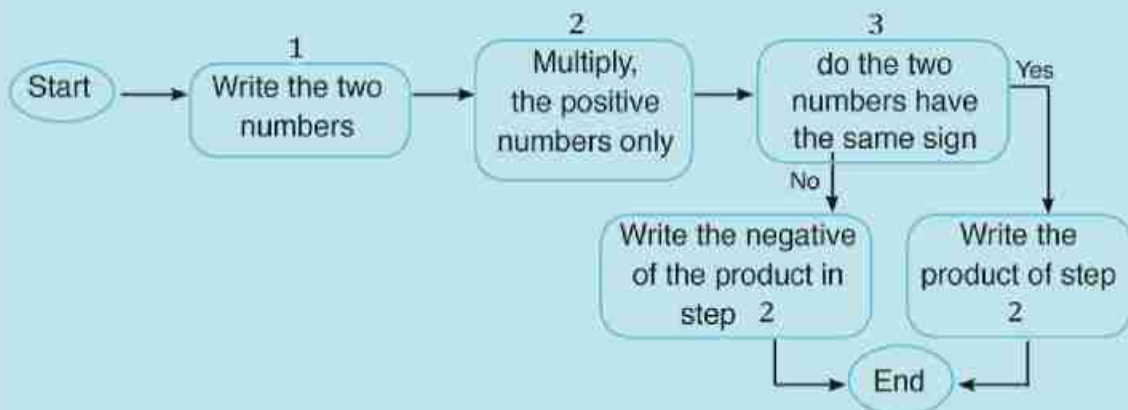 Start
1
Write the two
numbers
2
Multiply,
the positive
numbers only
3
do the two
numbers have
the same sign
Yes
No
Write the negative
of the product in
step 2
Write the
product of step
2
End